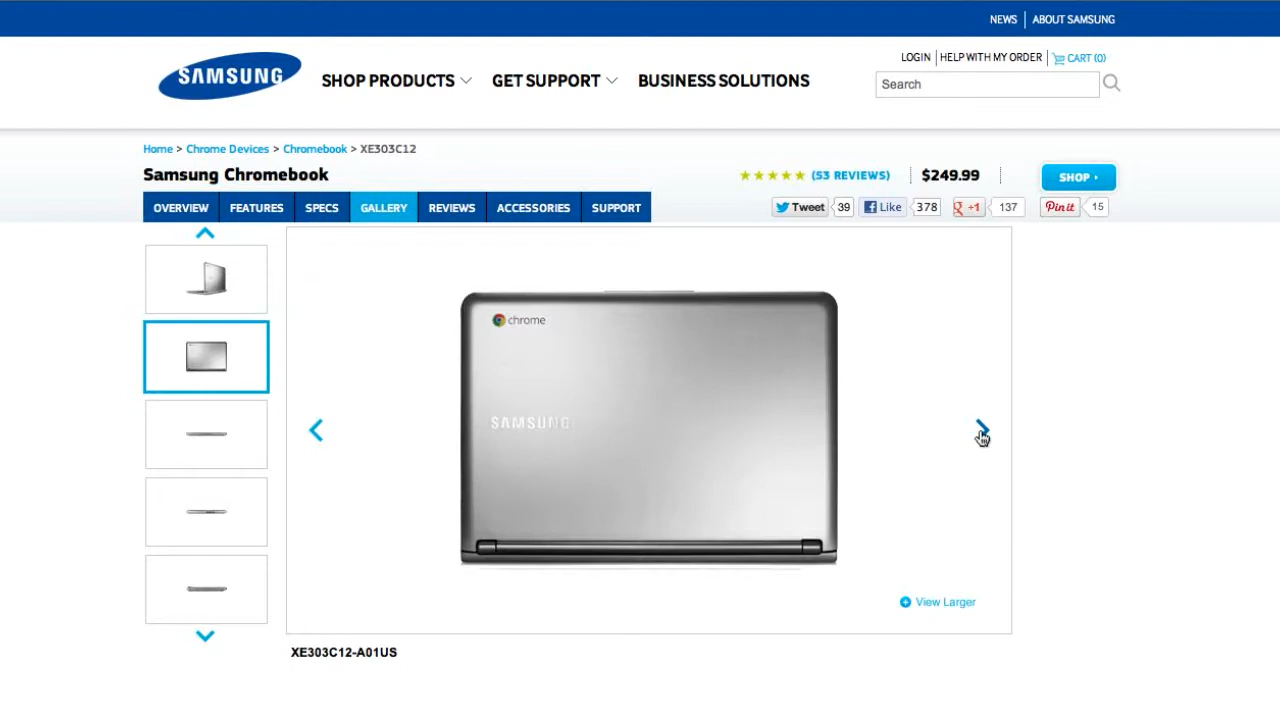 NEWS ABOUT SAMSUNG
LOGIN HELP WITH MY ORDER CART (0)
SAMSUNG SHOP PRODUCTS GET SUPPORT BUSINESS SOLUTIONS
Search
Home > Chrome Devices > Chromebook > XE303C12
Samsung Chromebook
(53 REVIEWS) $249.99 SHOP
OVERVIEW FEATURES SPECS GALLERY REVIEWS ACCESSORIES SUPPORT
Tweet 39 Like 378 +1 137 Pin it 15
chrome
SAMSUNG
View Larger
XE303C12-A01US